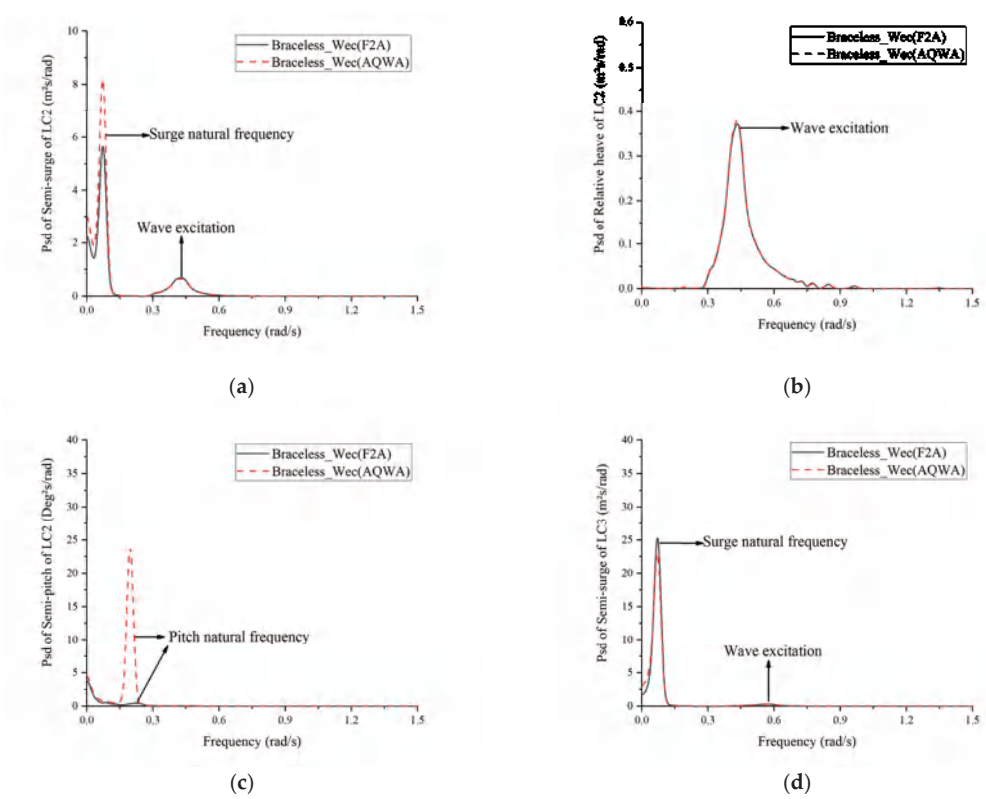 Psd of Semi-surge of LC2 (m²s/rad)
10
8
6
4
2
0
Braceless_Wec(F2A)
Braceless_Wec(AQWA)
Surge natural frequency
Wave excitation
0.0 0.3 0.6 0.9 1.2 1.5
Frequency (rad/s)
(a)
Psd of Relative heave of LC2 (m²s/rad)
0.6
0.5
0.4
0.3
0.2
0.1
0.0
Braceless_Wec(F2A)
Braceless_Wec(AQWA)
Wave excitation
0.0 0.3 0.6 0.9 1.2 1.5
Frequency (rad/s)
(b)
Psd of Semi-pitch of LC2 (Deg²s/rad)
40
35
30
25
20
15
10
5
0
Braceless_Wec(F2A)
Braceless_Wec(AQWA)
Pitch natural frequency
0.0 0.3 0.6 0.9 1.2 1.5
Frequency (rad/s)
(c)
Psd of Semi-surge of LC3 (m²s/rad)
40
35
30
25
20
15
10
5
0
Braceless_Wec(F2A)
Braceless_Wec(AQWA)
Surge natural frequency
Wave excitation
0.0 0.3 0.6 0.9 1.2 1.5
Frequency (rad/s)
(d)